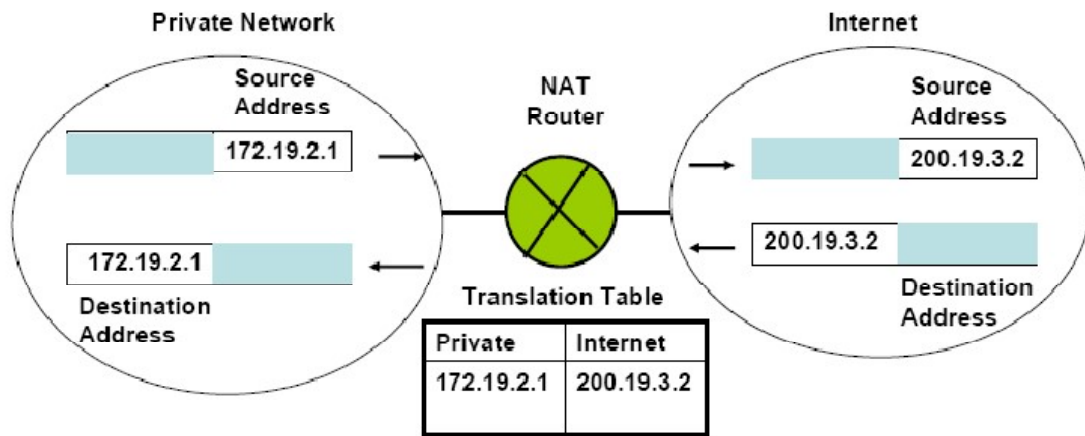 Private Network
Internet
Source
Address
172.19.2.1
NAT
Router
Source
Address
200.19.3.2
172.19.2.1
Destination
Address
200.19.3.2
Destination
Address
Translation Table
Private Internet
172.19.2.1 200.19.3.2